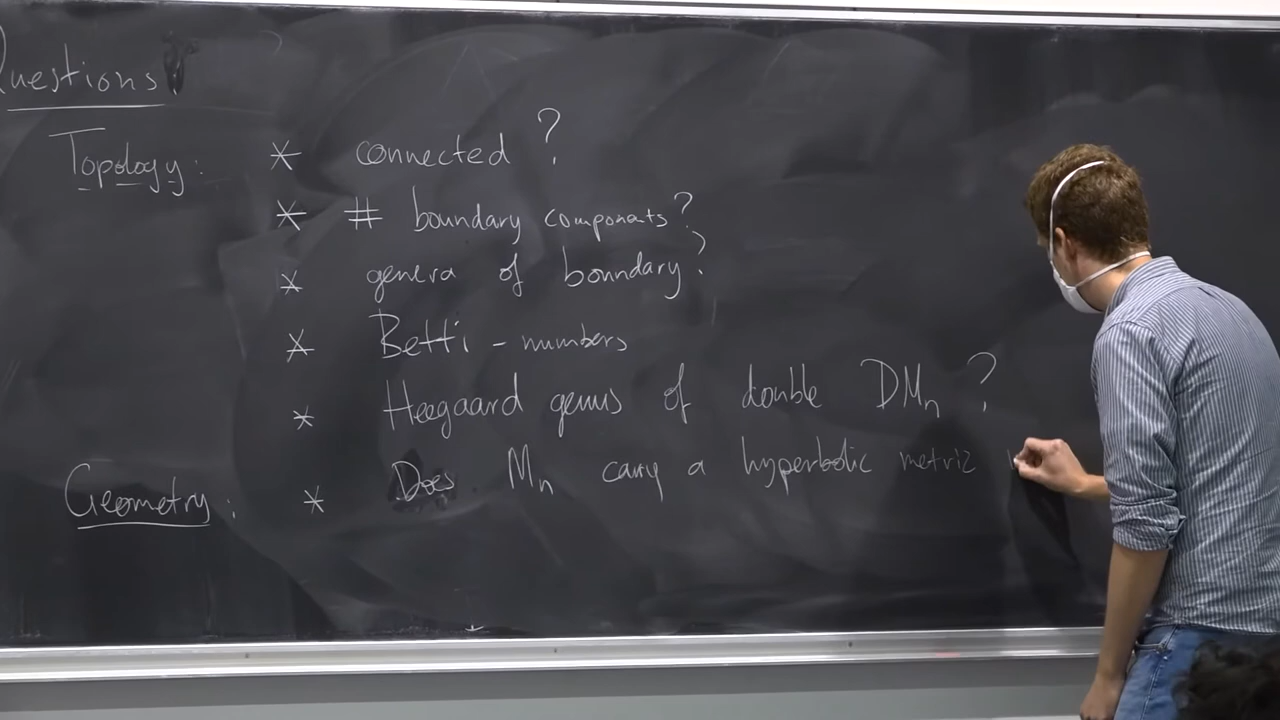 Questions
Topology: * connected?
* # boundary components?
* genera of boundary?
* Betti-numbers
* Heegaard genus of double DMn?
Geometry: * Does Mn carry a hyperbolic metric